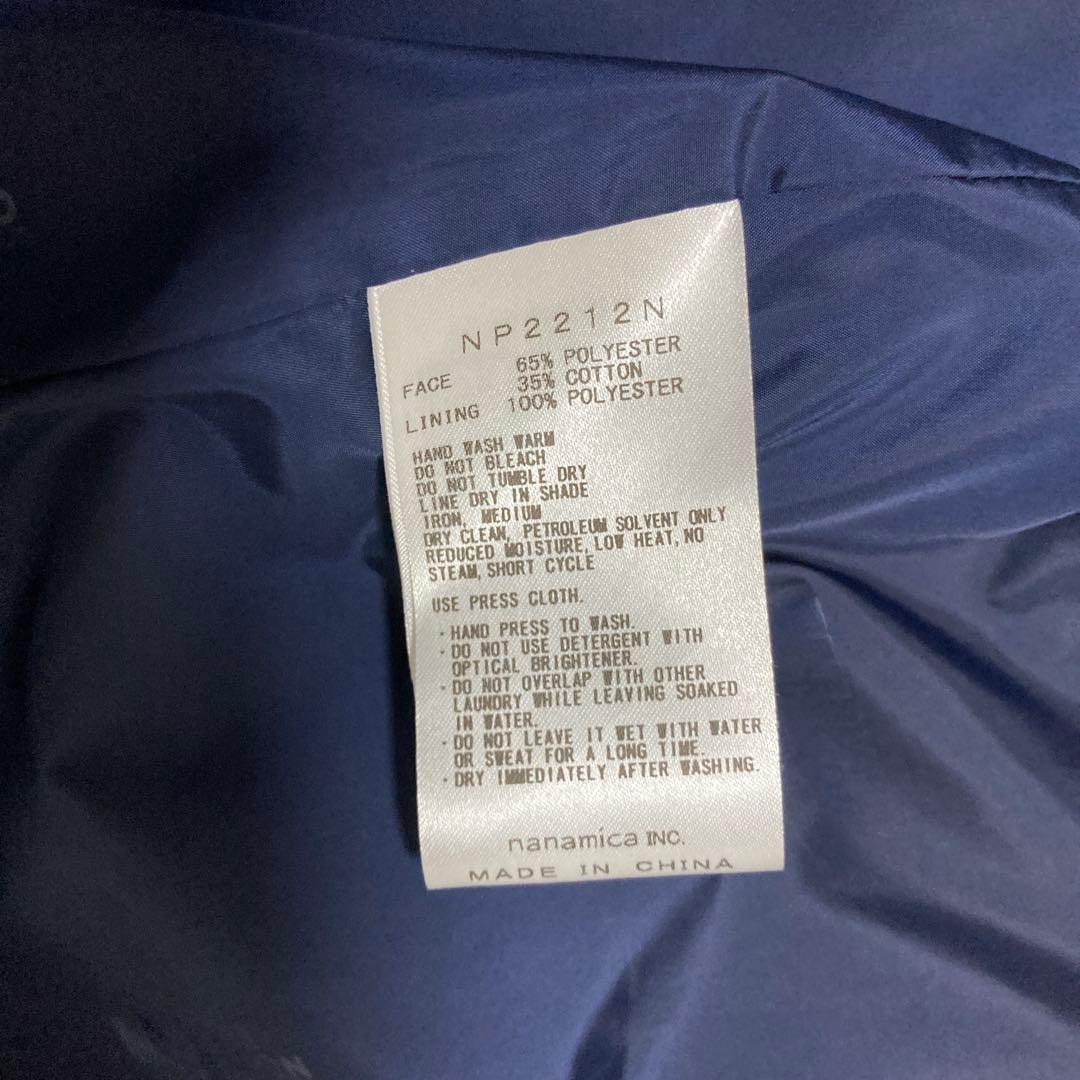 NP2212N
FACE 65% POLYESTER
35% COTTON
LINING 100% POLYESTER
HAND WASH WARM
DO NOT BLEACH
DO NOT TUMBLE DRY
LINE DRY IN SHADE
IRON, MEDIUM
DRY CLEAN, PETROLEUM SOLVENT ONLY
REDUCED MOISTURE, LOW HEAT, NO
STEAM, SHORT CYCLE
USE PRESS CLOTH.
・HAND PRESS TO WASH.
・DO NOT USE DETERGENT WITH
OPTICAL BRIGHTENER.
・DO NOT OVERLAP WITH OTHER
LAUNDRY WHILE LEAVING SOAKED
IN WATER.
・DO NOT LEAVE IT WET WITH WATER
OR SWEAT FOR A LONG TIME.
・DRY IMMEDIATELY AFTER WASHING.
nanamica INC.
MADE IN CHINA